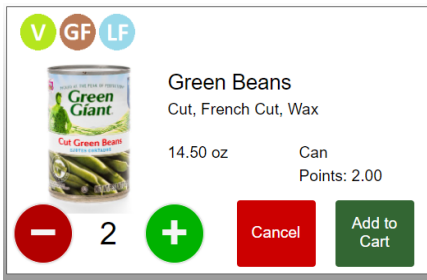 V GF LF
Green
Giant
Cut Green Beans
Green Beans
Cut, French Cut, Wax
14.50 oz Can
Points: 2.00
2
Cancel
Add to
Cart